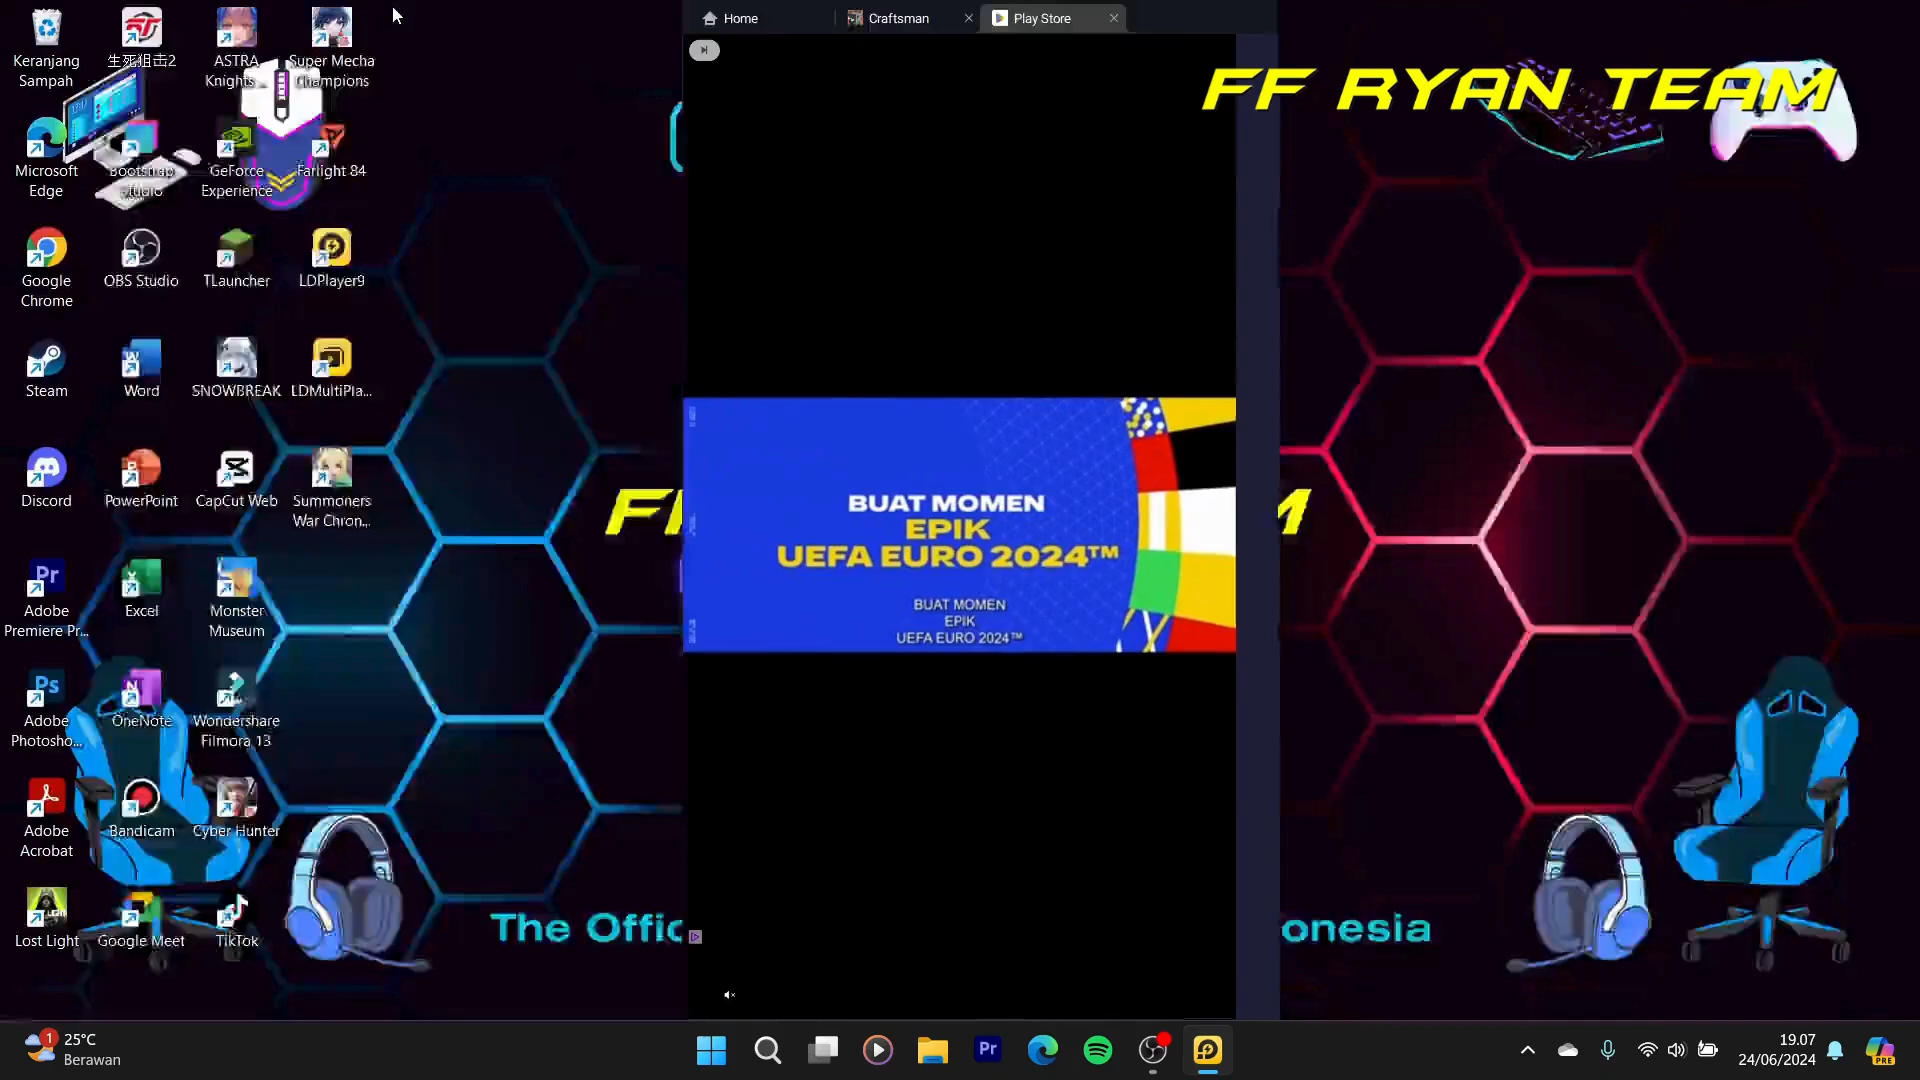 Home
Craftsman
Play Store
FF RYAN TEAM
Keranjang
Sampah
生死狙击2
ASTRA
Knights
Super Mecha
Champions
Microsoft
Edge
Bootstrap
Studio
GeForce
Experience
Farlight 84
Google
Chrome
OBS Studio
TLauncher
LDPlayer9
Steam
Word
SNOWBREAK
LDMultiPla...
Discord
PowerPoint
CapCut Web
Summoners
War Chron...
BUAT MOMEN
EPIK
UEFA EURO 2024™
BUAT MOMEN
EPIK
UEFA EURO 2024™
Adobe
Premiere Pr...
Excel
Monster
Museum
Adobe
Photosho...
OneNote
Wondershare
Filmora 13
Adobe
Acrobat
Bandicam
Cyber Hunter
Lost Light
Google Meet
TikTok
The Offic
onesia
1
25°C
Berawan
19.07
24/06/2024